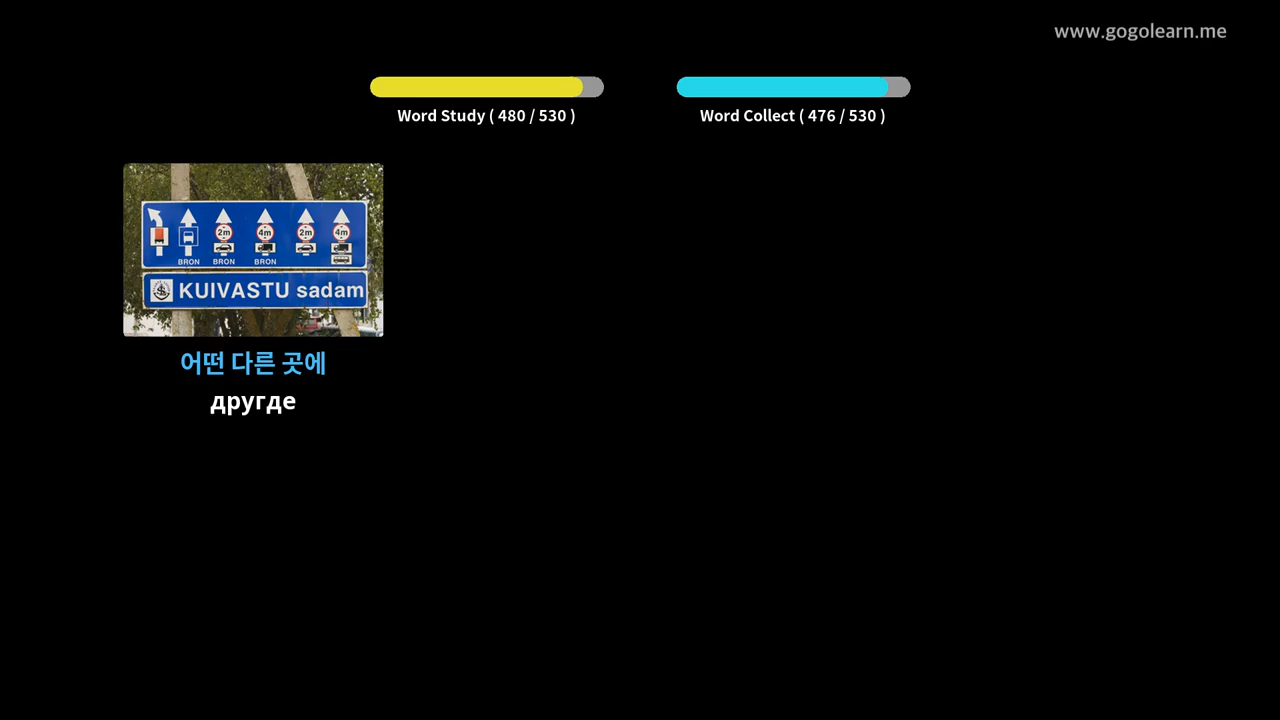 www.gogolearn.me
Word Study ( 480 / 530 )
Word Collect ( 476 / 530 )
2m 4m 2m 4m
BRON BRON BRON
KUIVASTU sadam
어떤 다른 곳에
другде